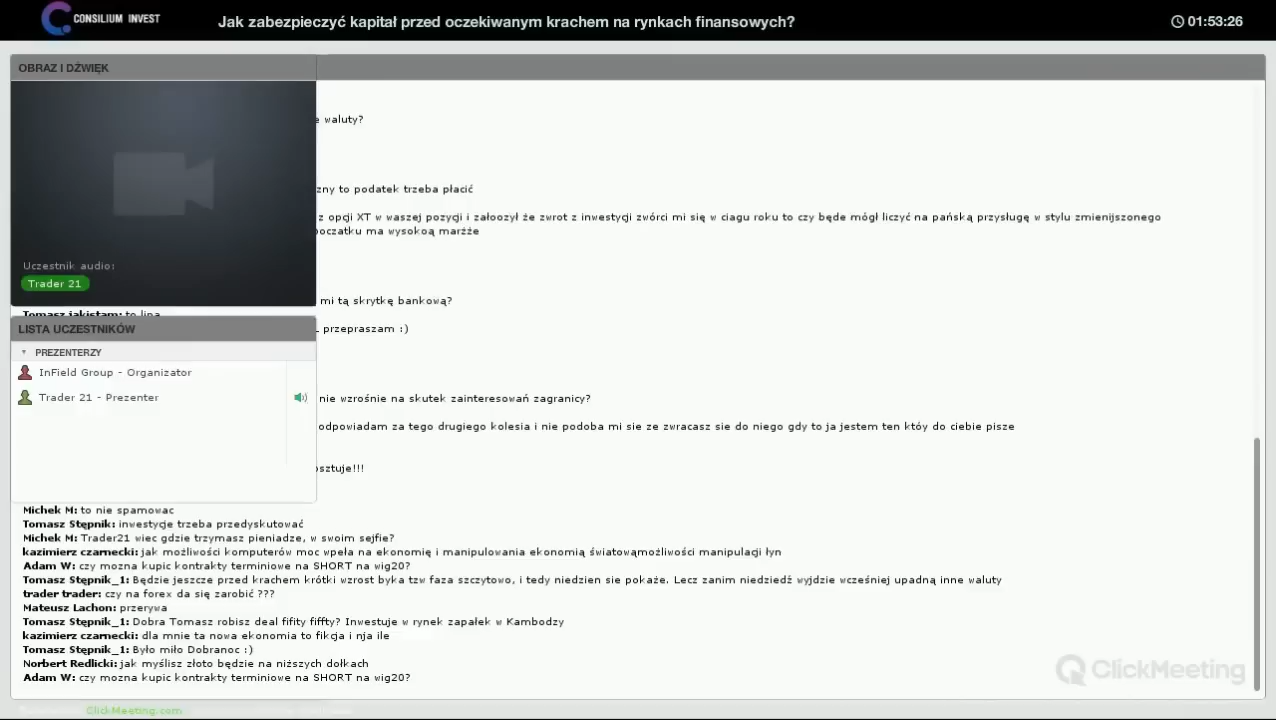 CONSILIUM INVEST
Jak zabezpieczyć kapitał przed oczekiwanym krachem na rynkach finansowych?
01:53:26
OBRAZ I DŹWIĘK
e waluty?
zny to podatek trzeba płacić
z opcji XT w waszej pozycji i załoozył że zwrot z inwestycji zwórci mi się w ciagu roku to czy będe mógł liczyć na pańską przysługę w stylu zmienijszonego
początku ma wysokoą marżże
Uczestnik audio:
Trader 21
mi tą skrytkę bankową?
Tomasz jakistam: to lipa
przepraszam :)
LISTA UCZESTNIKÓW
PREZENTERZY
InField Group - Organizator
Trader 21 - Prezenter
nie wzrośnie na skutek zainteresowań zagranicy?
odpowiadam za tego drugiego kolesia i nie podoba mi sie ze zwracasz sie do niego gdy to ja jestem ten któy do ciebie pisze
osztuje!!!
Michek M: to nie spamowac
Tomasz Stępnik: inwestycje trzeba przedyskutować
Michek M: Trader21 wiec gdzie trzymasz pieniadze, w swoim sejfie?
kazimierz czarnecki: jak możliwości komputerów moc wpeła na ekonomię i manipulowania ekonomią światowąmożliwości manipulacji łyn
Adam W: czy mozna kupic kontrakty terminiowe na SHORT na wig20?
Tomasz Stępnik_1: Będzie jeszcze przed krachem krótki wzrost byka tzw faza szczytowo, i tedy niedzien sie pokaże. Lecz zanim niedziedź wyjdzie wcześniej upadną inne waluty
trader trader: czy na forex da się zarobić ???
Mateusz Lachon: przerywa
Tomasz Stępnik_1: Dobra Tomasz robisz deal fifity fiffty? Inwestuje w rynek zapałek w Kambodzy
kazimierz czarnecki: dla mnie ta nowa ekonomia to fikcja i nja ile
Tomasz Stępnik_1: Było miło Dobranoc :)
Norbert Redlicki: jak myślisz złoto będzie na niższych dołkach
Adam W: czy mozna kupic kontrakty terminiowe na SHORT na wig20?
ClickMeeting
ClickMeeting.com